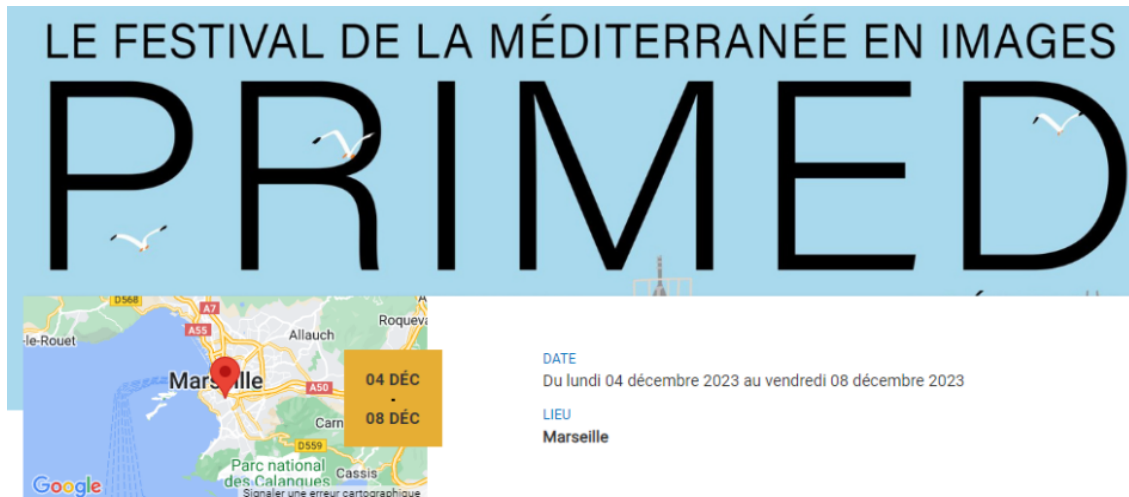 LE FESTIVAL DE LA MÉDITERRANÉE EN IMAGES
PRIMED
D568
A7
A55
-le-Rouet
Allauch
Roqueva
Marseille
A50
Carn
D559
Parc national
des Calanques
Cassis
Google
Signaler une erreur cartographique
04 DÉC
-
08 DÉC
DATE
Du lundi 04 décembre 2023 au vendredi 08 décembre 2023
LIEU
Marseille